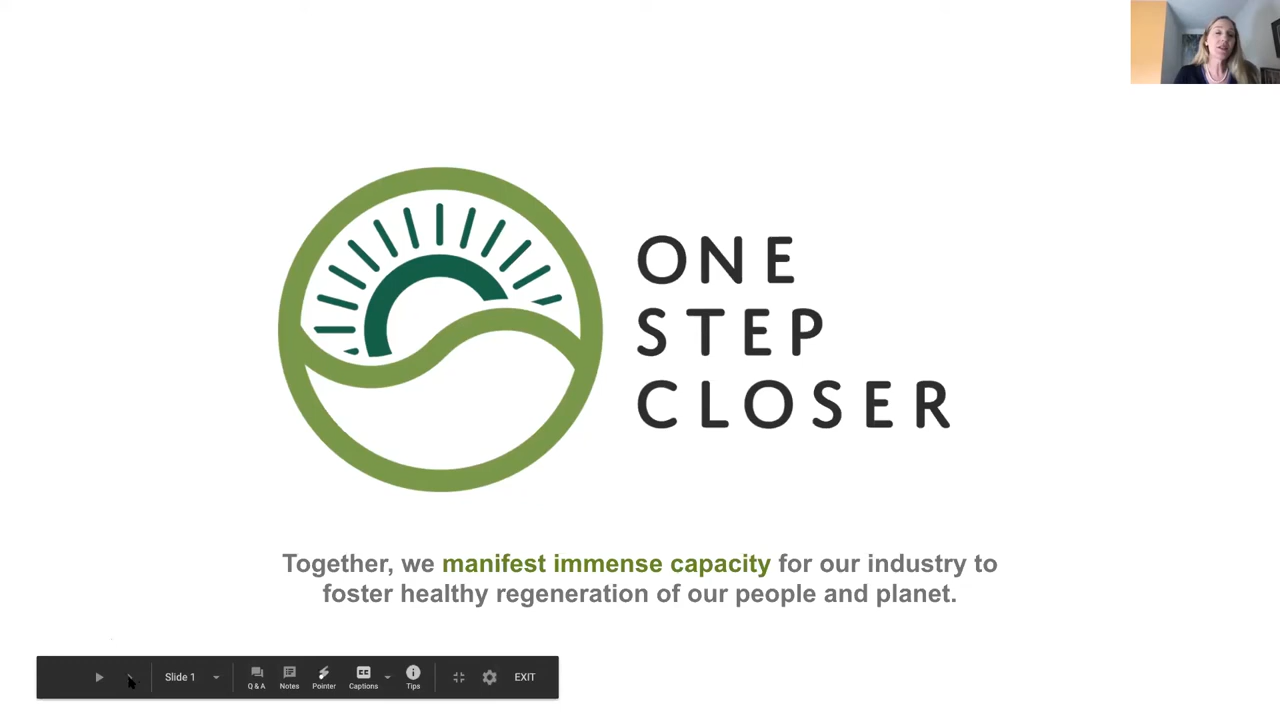 ONE
STEP
CLOSER
Together, we manifest immense capacity for our industry to
foster healthy regeneration of our people and planet.
Slide 1
Q & A
Notes
Pointer
Captions
Tips
EXIT